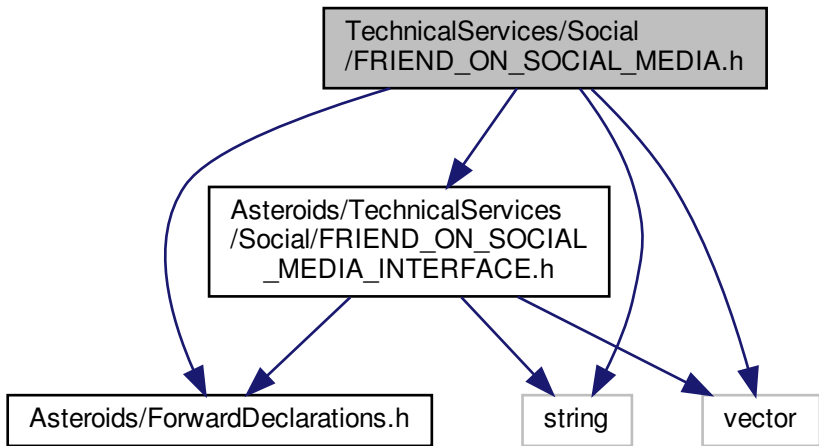 TechnicalServices/Social
/FRIEND_ON_SOCIAL_MEDIA.h
Asteroids/TechnicalServices
/Social/FRIEND_ON_SOCIAL
_MEDIA_INTERFACE.h
Asteroids/ForwardDeclarations.h
string
vector